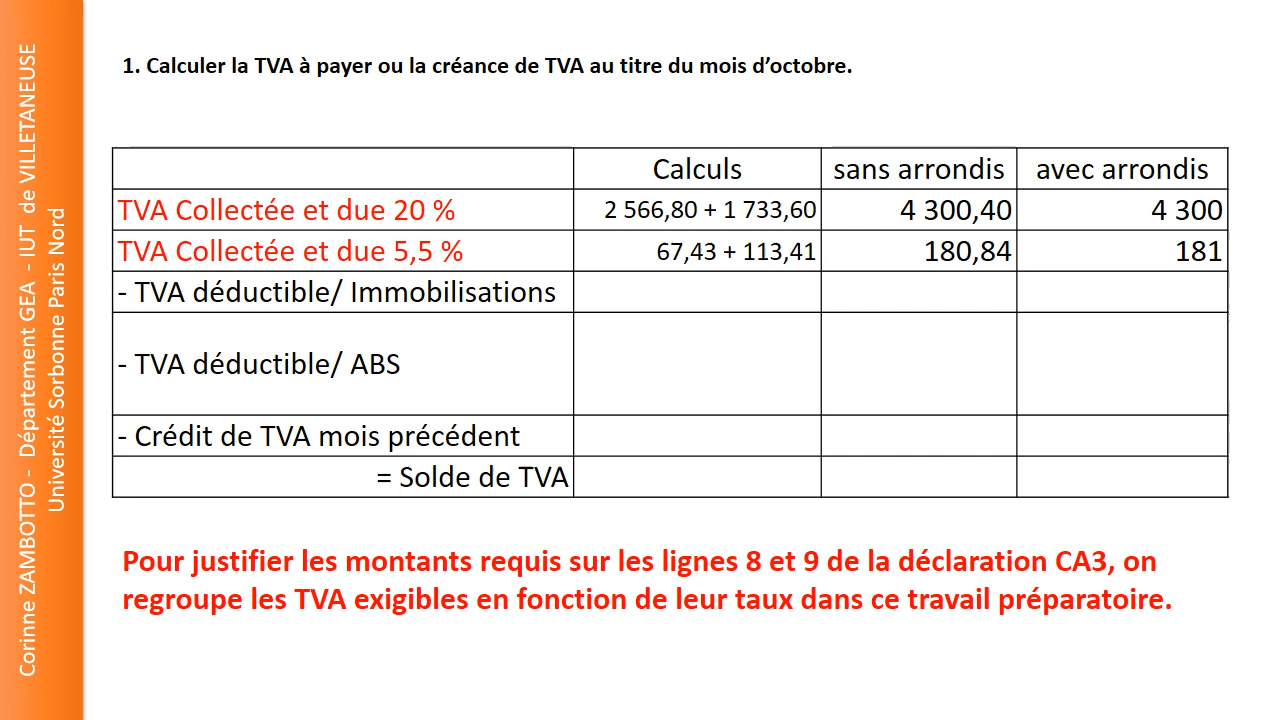 Corinne ZAMBOTTO - Département GEA - IUT de VILLETANEUSE
Université Sorbonne Paris Nord
1. Calculer la TVA à payer ou la créance de TVA au titre du mois d’octobre.
Calculs sans arrondis avec arrondis
TVA Collectée et due 20 % 2 566,80 + 1 733,60 4 300,40 4 300
TVA Collectée et due 5,5 % 67,43 + 113,41 180,84 181
- TVA déductible/ Immobilisations
- TVA déductible/ ABS
- Crédit de TVA mois précédent
= Solde de TVA
Pour justifier les montants requis sur les lignes 8 et 9 de la déclaration CA3, on
regroupe les TVA exigibles en fonction de leur taux dans ce travail préparatoire.